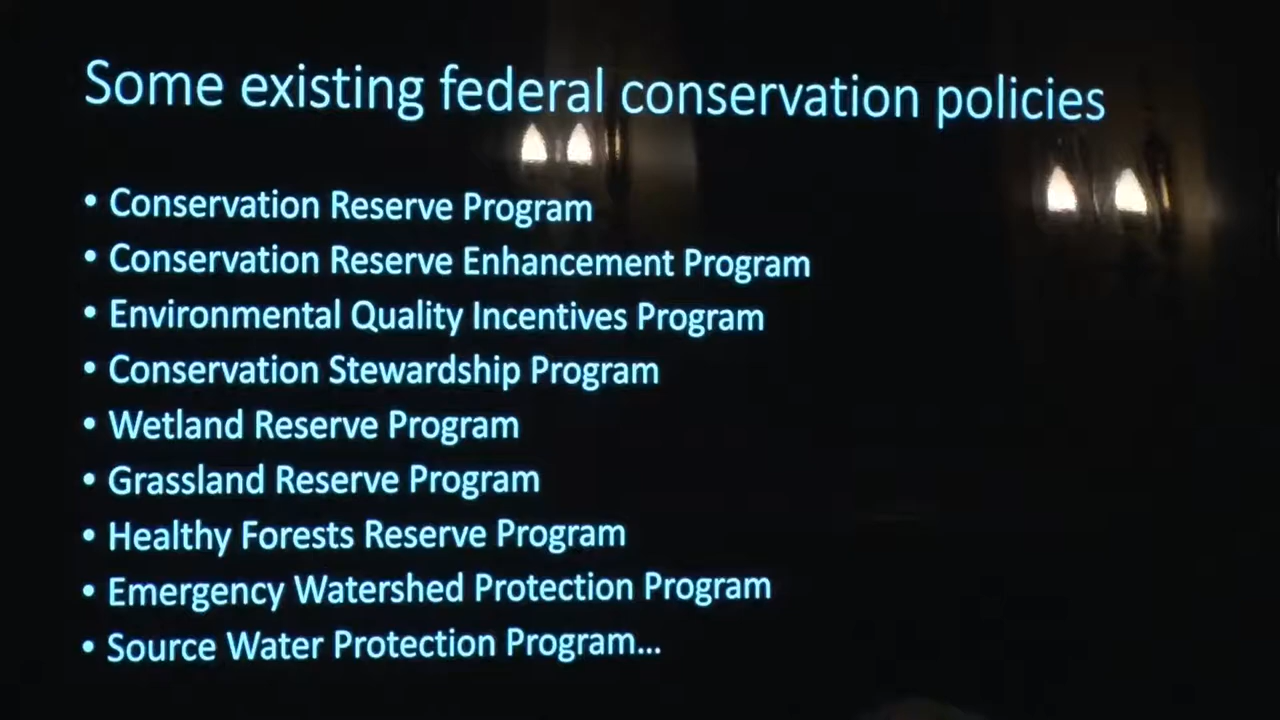 Some existing federal conservation policies
• Conservation Reserve Program
• Conservation Reserve Enhancement Program
• Environmental Quality Incentives Program
• Conservation Stewardship Program
• Wetland Reserve Program
• Grassland Reserve Program
• Healthy Forests Reserve Program
• Emergency Watershed Protection Program
• Source Water Protection Program...